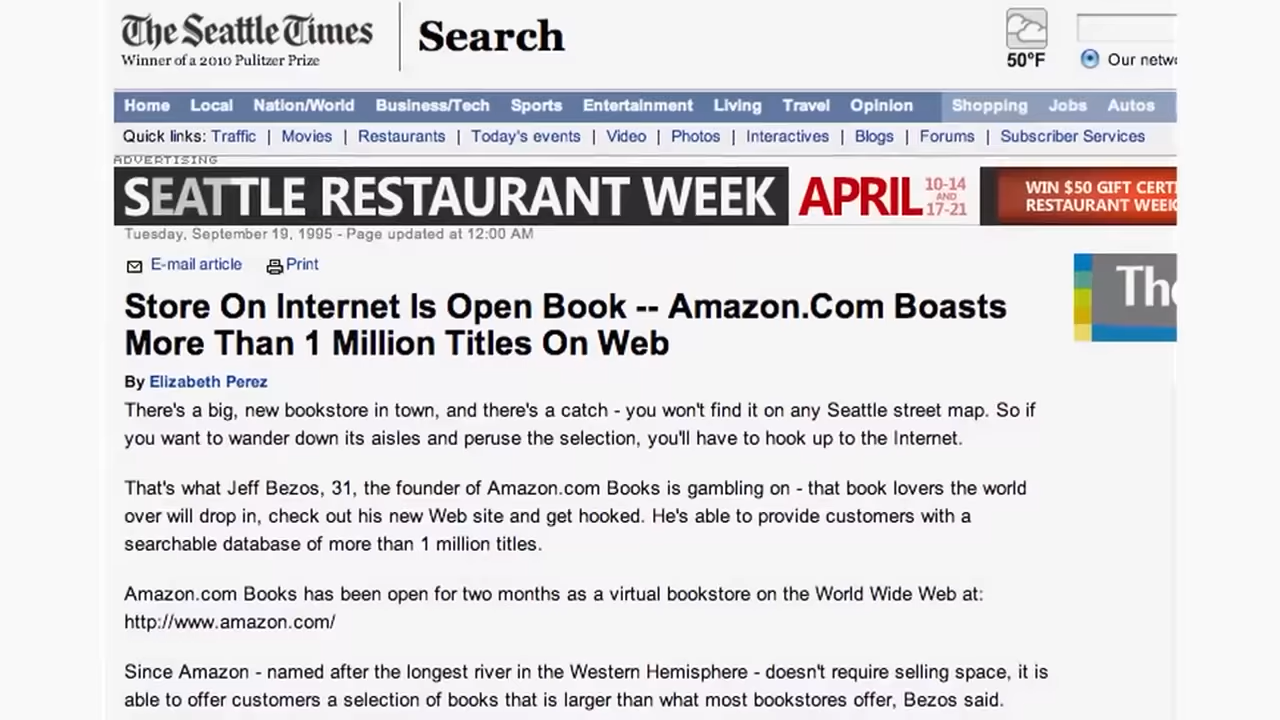 The Seattle Times
Winner of a 2010 Pulitzer Prize
Search
50°F
Our netw
Home Local Nation/World Business/Tech Sports Entertainment Living Travel Opinion Shopping Jobs Autos
Quick links: Traffic | Movies | Restaurants | Today's events | Video | Photos | Interactives | Blogs | Forums | Subscriber Services
ADVERTISING
SEATTLE RESTAURANT WEEK APRIL 10-14 AND 17-21
WIN $50 GIFT CERT
RESTAURANT WEEK
Tuesday, September 19, 1995 - Page updated at 12:00 AM
E-mail article Print
Store On Internet Is Open Book -- Amazon.Com Boasts
More Than 1 Million Titles On Web
By Elizabeth Perez
There's a big, new bookstore in town, and there's a catch - you won't find it on any Seattle street map. So if
you want to wander down its aisles and peruse the selection, you'll have to hook up to the Internet.
That's what Jeff Bezos, 31, the founder of Amazon.com Books is gambling on - that book lovers the world
over will drop in, check out his new Web site and get hooked. He's able to provide customers with a
searchable database of more than 1 million titles.
Amazon.com Books has been open for two months as a virtual bookstore on the World Wide Web at:
http://www.amazon.com/
Since Amazon - named after the longest river in the Western Hemisphere - doesn't require selling space, it is
able to offer customers a selection of books that is larger than what most bookstores offer, Bezos said.